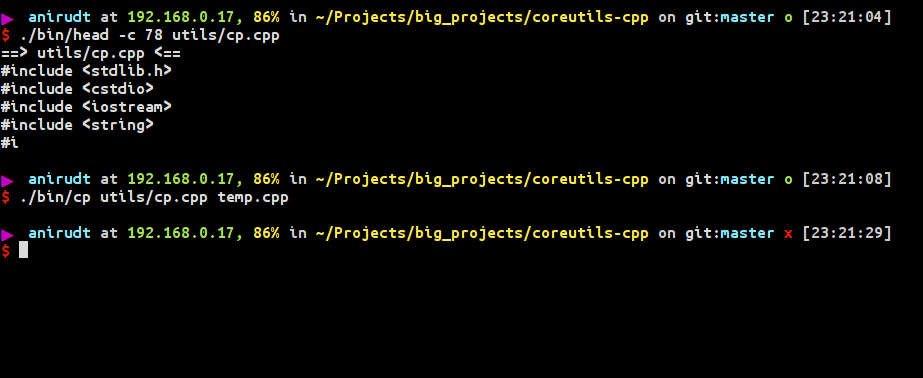 ▶ anirudt at 192.168.0.17, 86% in ~/Projects/big_projects/coreutils-cpp on git:master o [23:21:04]
$ ./bin/head -c 78 utils/cp.cpp
==> utils/cp.cpp <==
#include <stdlib.h>
#include <cstdio>
#include <iostream>
#include <string>
#i
▶ anirudt at 192.168.0.17, 86% in ~/Projects/big_projects/coreutils-cpp on git:master o [23:21:08]
$ ./bin/cp utils/cp.cpp temp.cpp
▶ anirudt at 192.168.0.17, 86% in ~/Projects/big_projects/coreutils-cpp on git:master x [23:21:29]
$